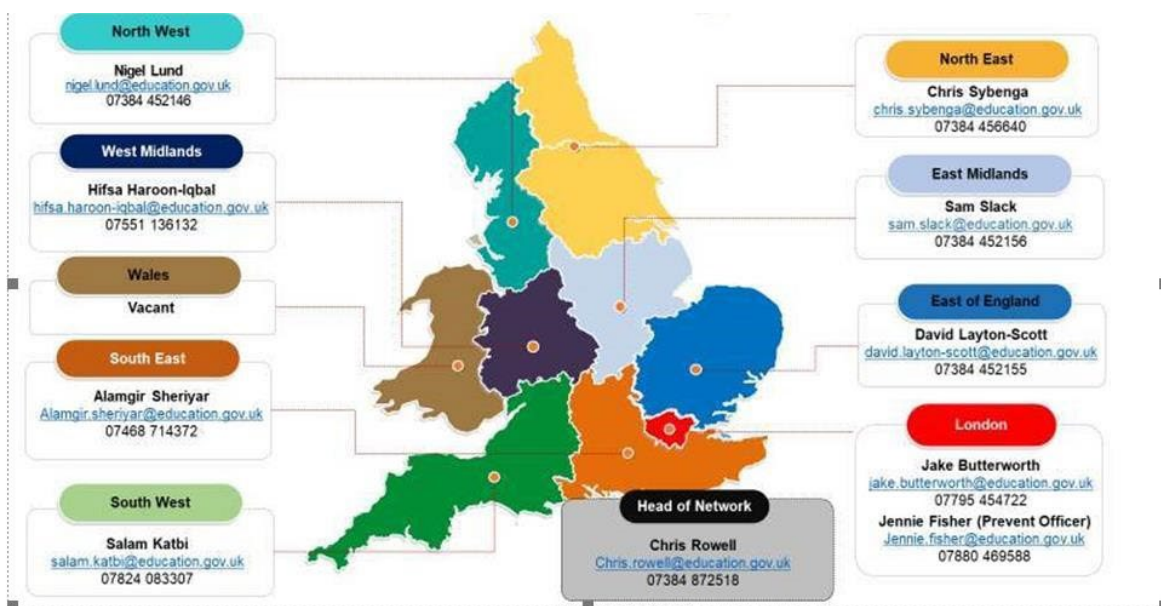 North West
Nigel Lund
nigel.lund@education.gov.uk
07384 452146
West Midlands
Hifsa Haroon-Iqbal
hifsa.haroon-iqbal@education.gov.uk
07551 136132
Wales
Vacant
South East
Alamgir Sheriyar
Alamgir.sheriyar@education.gov.uk
07468 714372
South West
Salam Katbi
salam.katbi@education.gov.uk
07824 083307
North East
Chris Sybenga
chris.sybenga@education.gov.uk
07384 456640
East Midlands
Sam Slack
sam.slack@education.gov.uk
07384 452156
East of England
David Layton-Scott
david.layton-scott@education.gov.uk
07384 452155
London
Jake Butterworth
jake.butterworth@education.gov.uk
07795 454722
Jennie Fisher (Prevent Officer)
Jennie.fisher@education.gov.uk
07880 469588
Head of Network
Chris Rowell
Chris.rowell@education.gov.uk
07384 872518